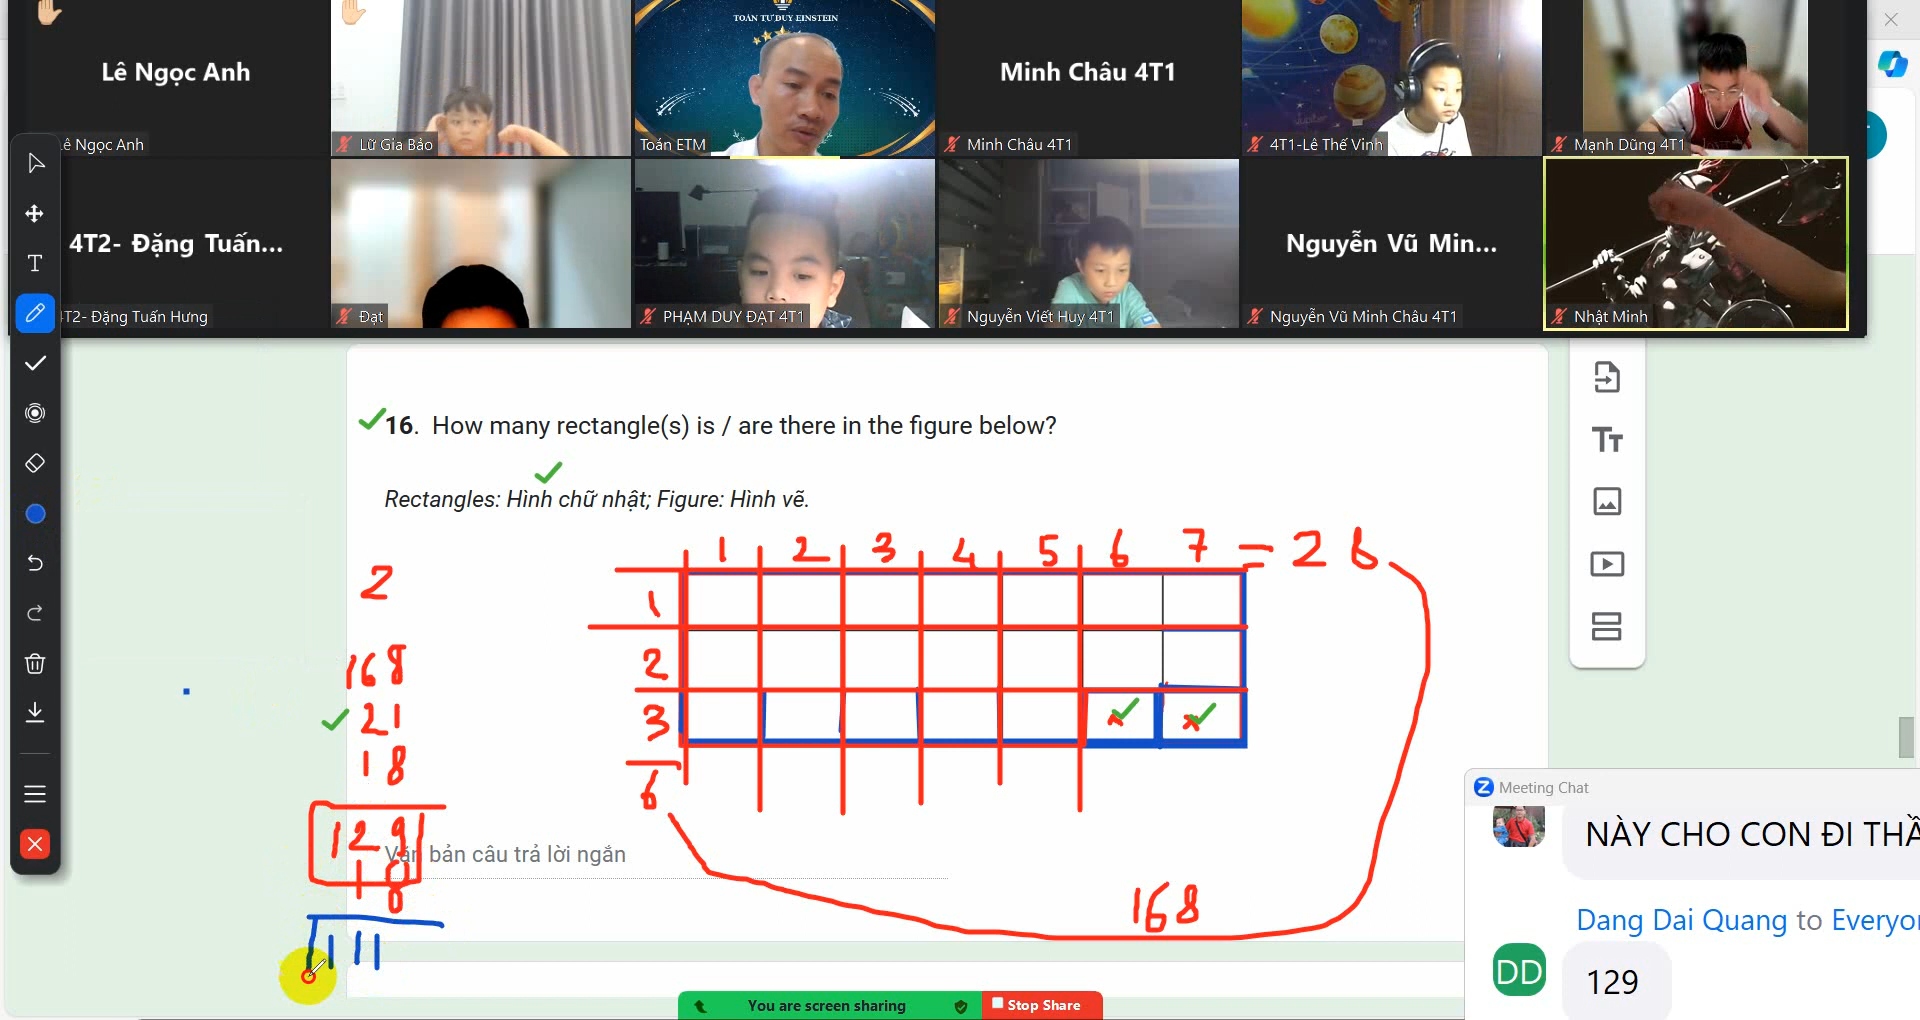 TOÁN TƯ DUY EINSTEIN
Lê Ngọc Anh
Minh Châu 4T1
ê Ngọc Anh
Lữ Gia Bảo
Toán ETM
Minh Châu 4T1
4T1-Lê Thế Vinh
Mạnh Dũng 4T1
4T2- Đặng Tuấn...
Nguyễn Vũ Min...
T2- Đặng Tuấn Hưng
Đạt
PHẠM DUY ĐẠT 4T1
Nguyễn Viết Huy 4T1
Nguyễn Vũ Minh Châu 4T1
Nhật Minh
T
Tт
16. How many rectangle(s) is / are there in the figure below?
Rectangles: Hình chữ nhật; Figure: Hình vẽ.
1 2 3 4 5 6 7 = 28
1
2
3
6
x x
168
2
168
21
18
129
18
111
Văn bản câu trả lời ngắn
Meeting Chat
NÀY CHO CON ĐI THẦ
Dang Dai Quang to Everyo
DD
129
You are screen sharing
Stop Share